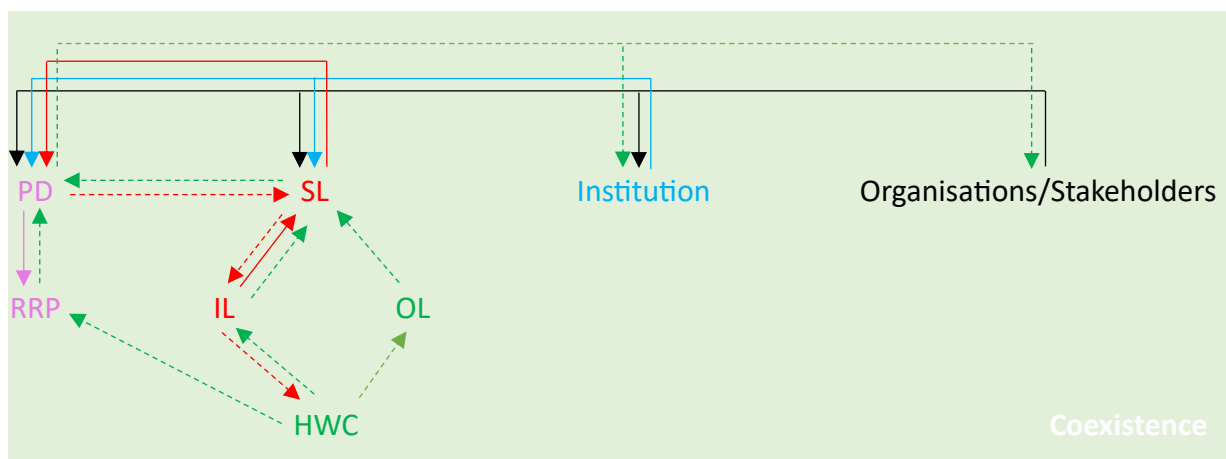 PD
SL
Institution
Organisations/Stakeholders
RRP
IL
OL
HWC
Coexistence